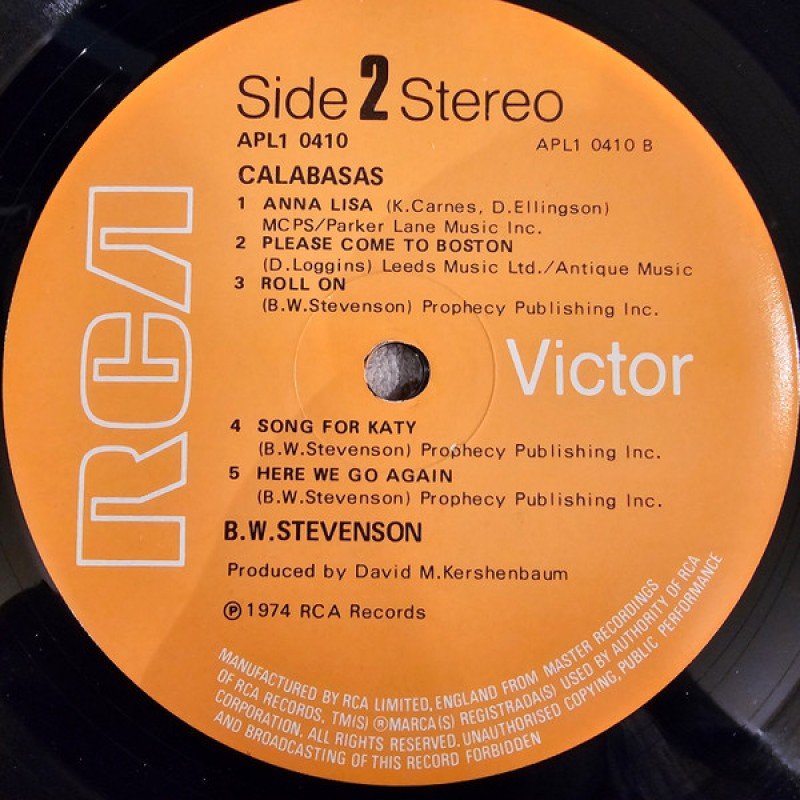 Side 2 Stereo
APL1 0410
APL1 0410 B
CALABASAS
1 ANNA LISA (K.Carnes, D.Ellingson)
MCPS/Parker Lane Music Inc.
2 PLEASE COME TO BOSTON
(D.Loggins) Leeds Music Ltd./Antique Music
3 ROLL ON
(B.W.Stevenson) Prophecy Publishing Inc.
RCA
Victor
4 SONG FOR KATY
(B.W.Stevenson) Prophecy Publishing Inc.
5 HERE WE GO AGAIN
(B.W.Stevenson) Prophecy Publishing Inc.
B.W.STEVENSON
Produced by David M.Kershenbaum
℗ 1974 RCA Records
MANUFACTURED BY RCA LIMITED, ENGLAND FROM MASTER RECORDINGS
OF RCA RECORDS, TM(S) ® MARCA(S) REGISTRADA(S) USED BY AUTHORITY OF RCA
CORPORATION, ALL RIGHTS RESERVED. UNAUTHORISED COPYING, PUBLIC PERFORMANCE
AND BROADCASTING OF THIS RECORD FORBIDDEN